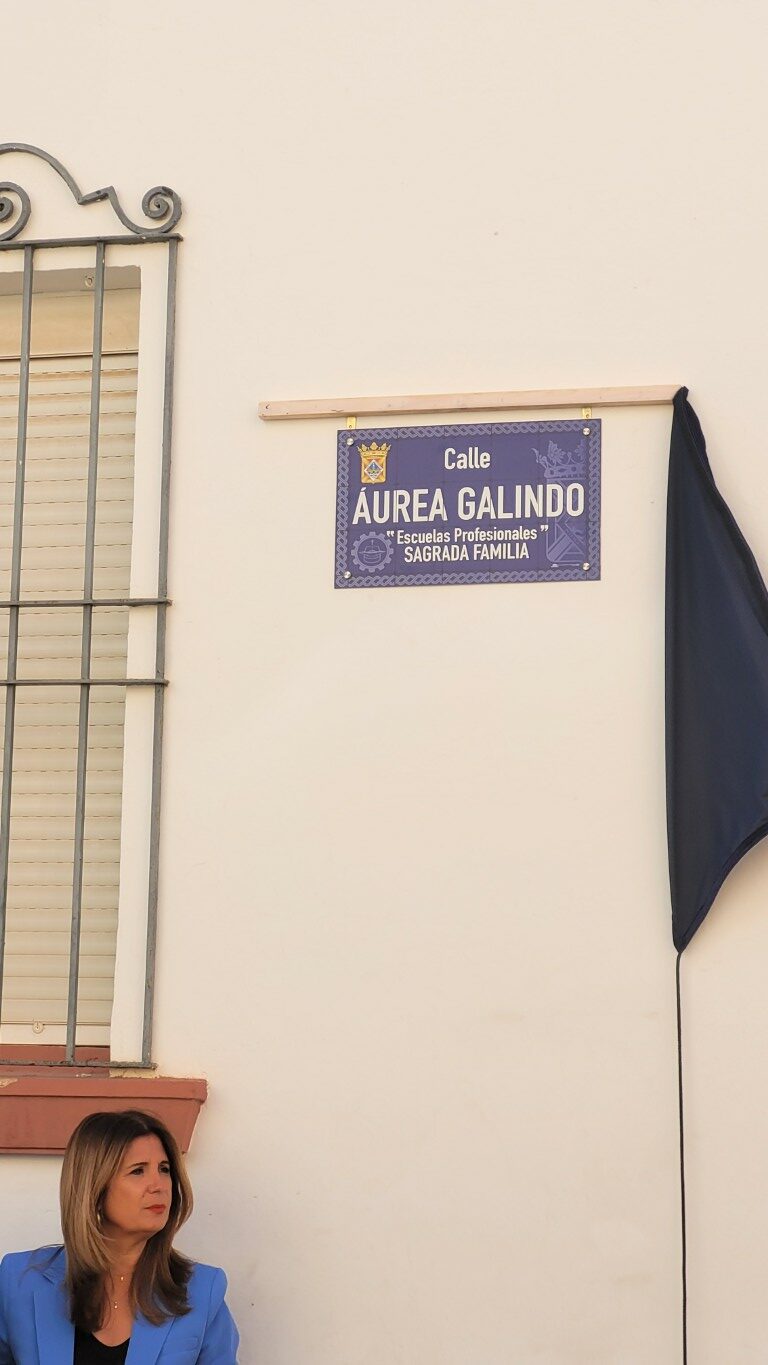 Calle
ÁUREA GALINDO
"Escuelas Profesionales"
SAGRADA FAMILIA